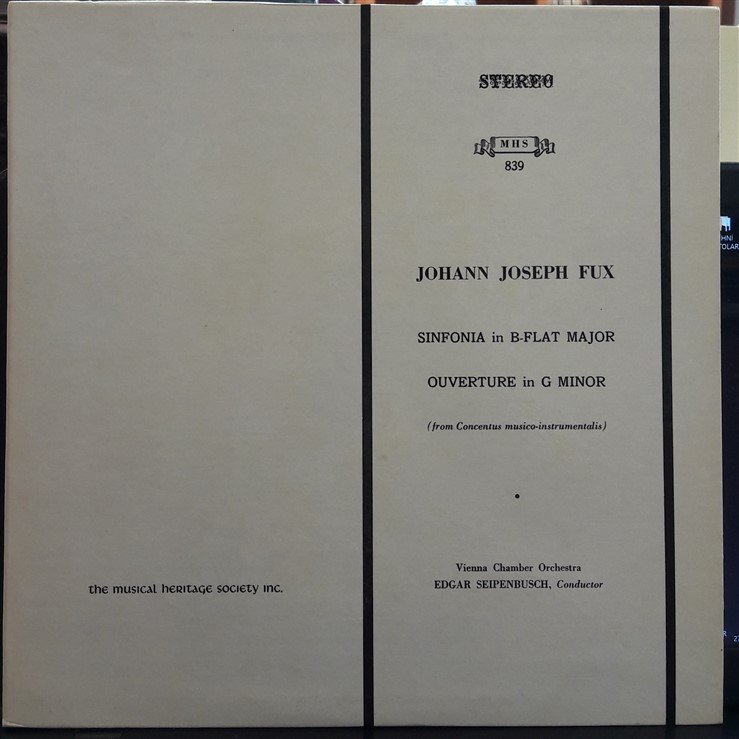 STEREO
MHS
839
JOHANN JOSEPH FUX
SINFONIA in B-FLAT MAJOR
OUVERTURE in G MINOR
(from Concentus musico-instrumentalis)
Vienna Chamber Orchestra
EDGAR SEIPENBUSCH, Conductor
the musical heritage society inc.